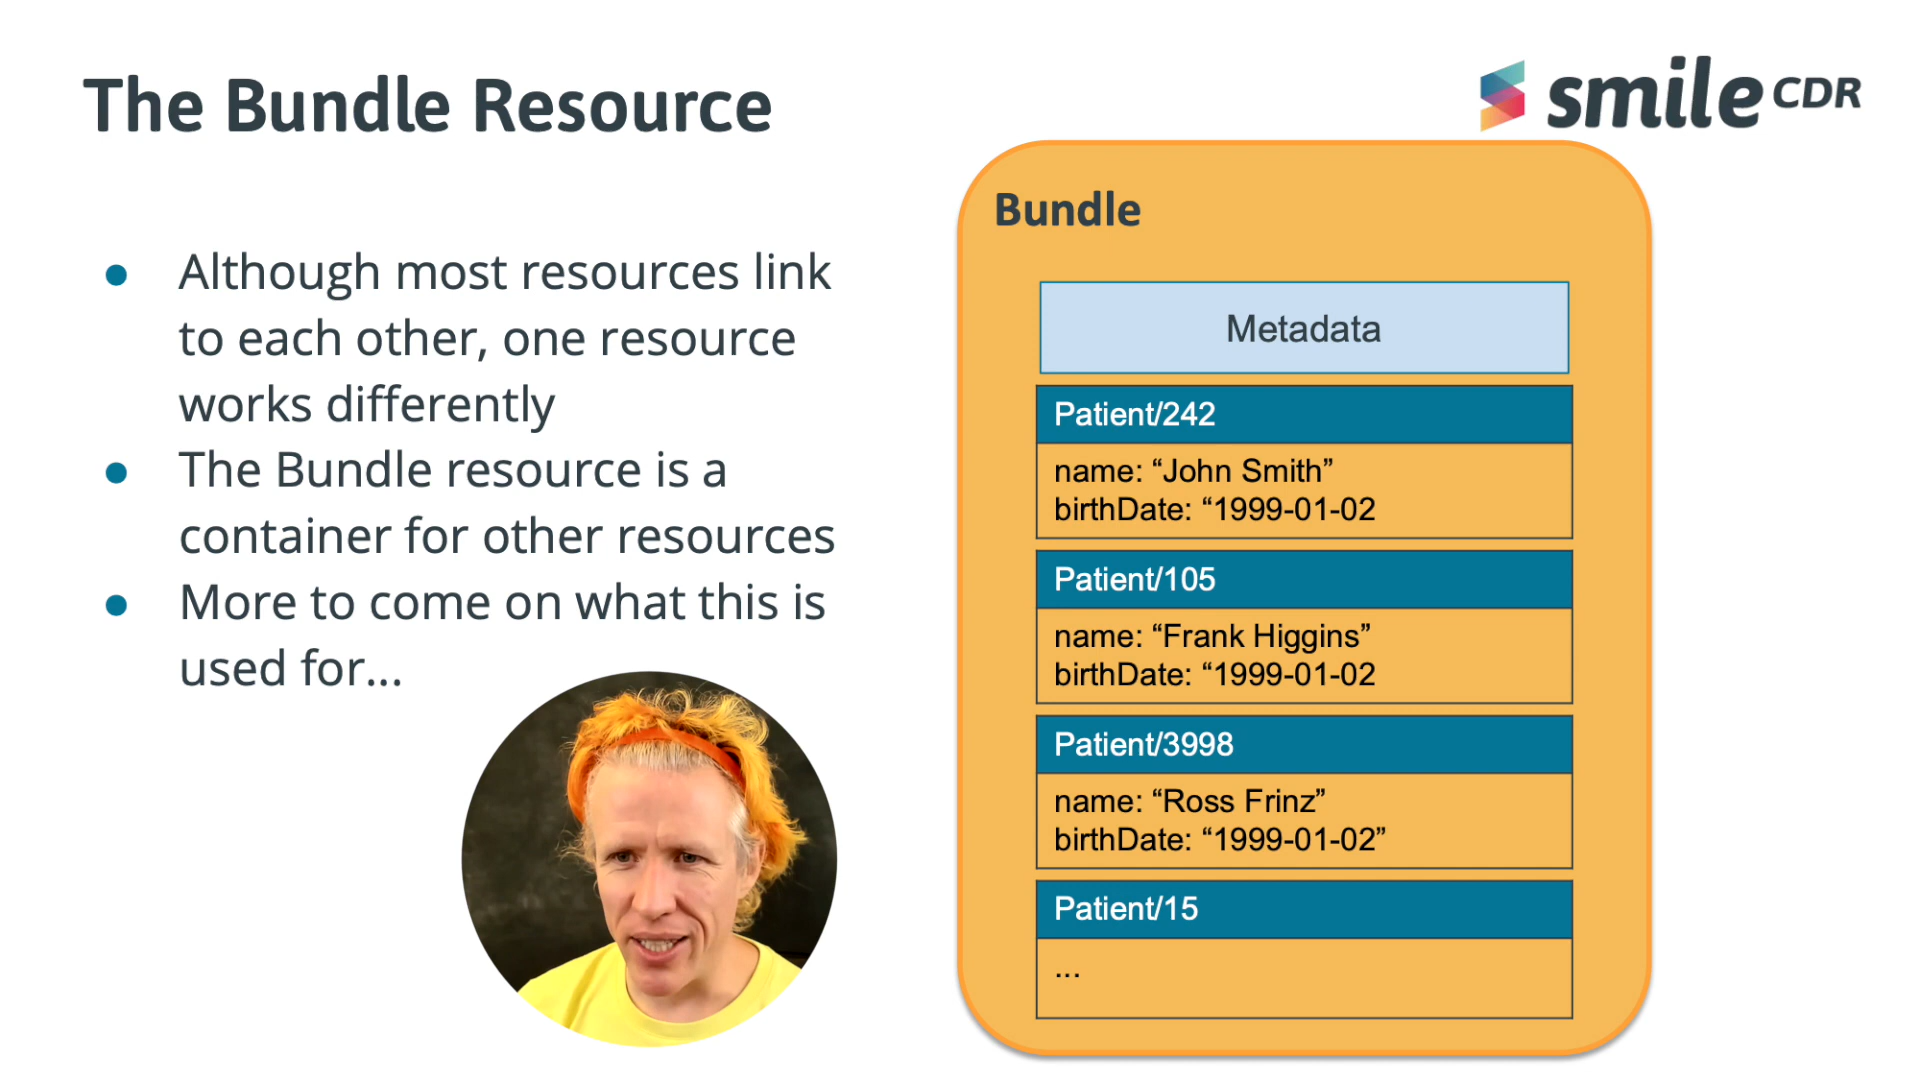 The Bundle Resource
smile CDR
● Although most resources link
to each other, one resource
works differently
● The Bundle resource is a
container for other resources
● More to come on what this is
used for...
Bundle
Metadata
Patient/242
name: “John Smith”
birthDate: “1999-01-02
Patient/105
name: “Frank Higgins”
birthDate: “1999-01-02
Patient/3998
name: “Ross Frinz”
birthDate: “1999-01-02”
Patient/15
...